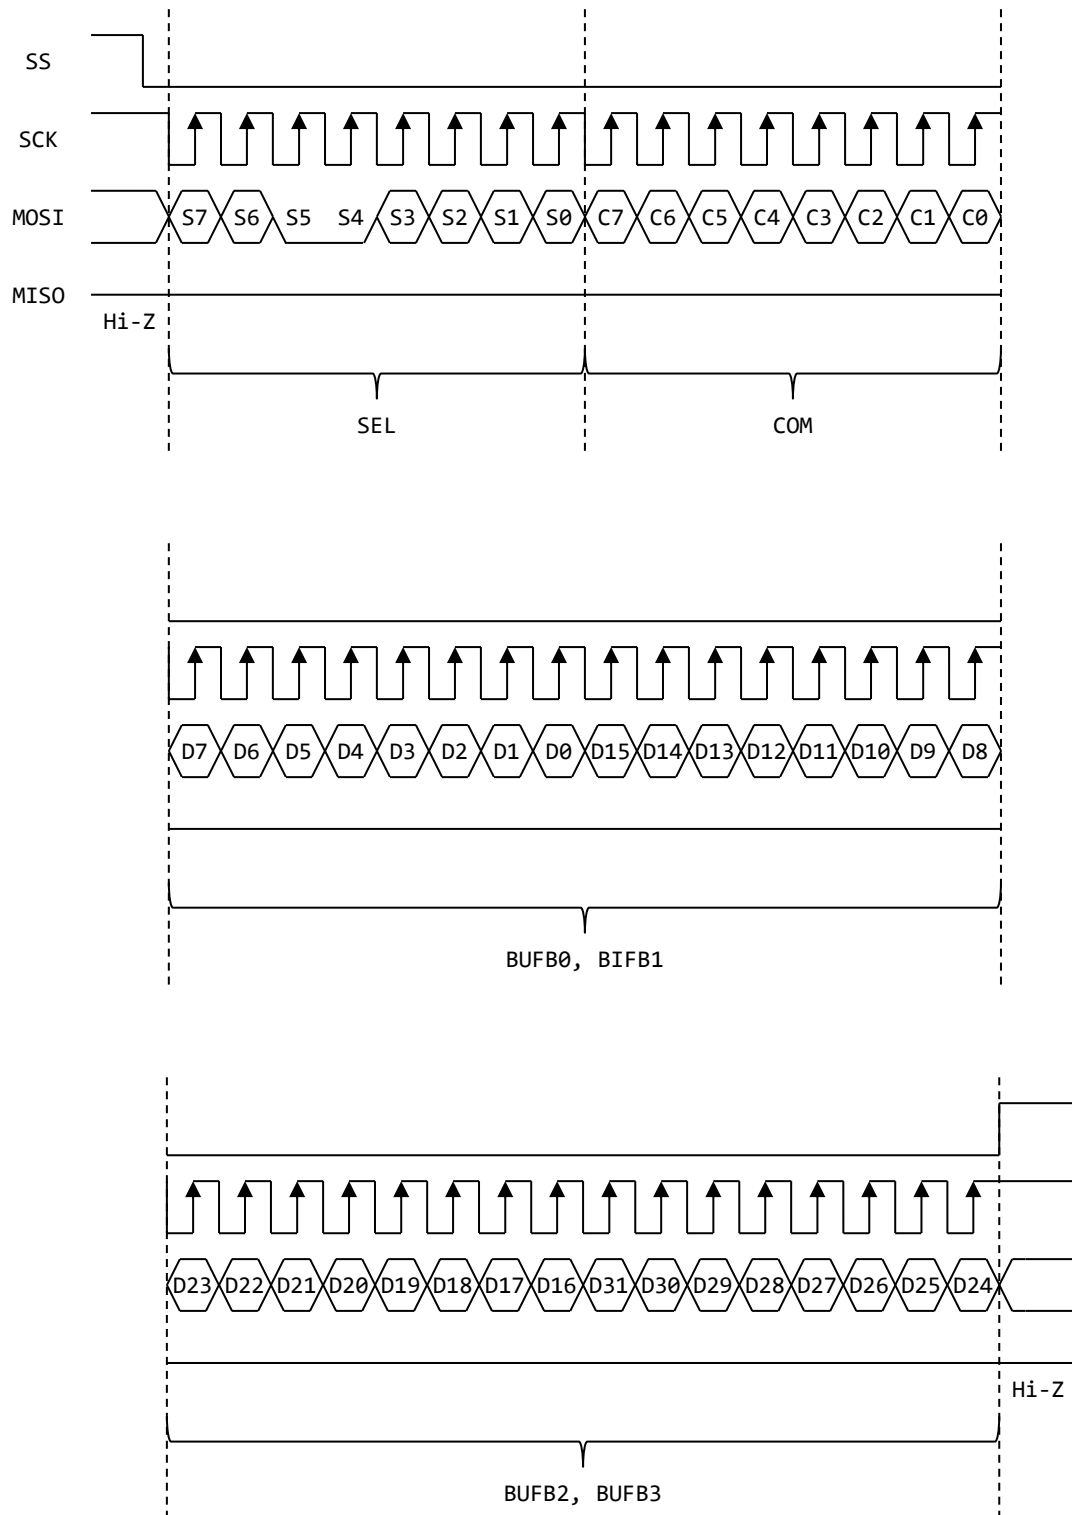 SS
SCK
MOSI S7 S6 S5 S4 S3 S2 S1 S0 C7 C6 C5 C4 C3 C2 C1 C0
MISO
Hi-Z
SEL COM
D7 D6 D5 D4 D3 D2 D1 D0 D15 D14 D13 D12 D11 D10 D9 D8
BUFB0, BIFB1
D23 D22 D21 D20 D19 D18 D17 D16 D31 D30 D29 D28 D27 D26 D25 D24
Hi-Z
BUFB2, BUFB3